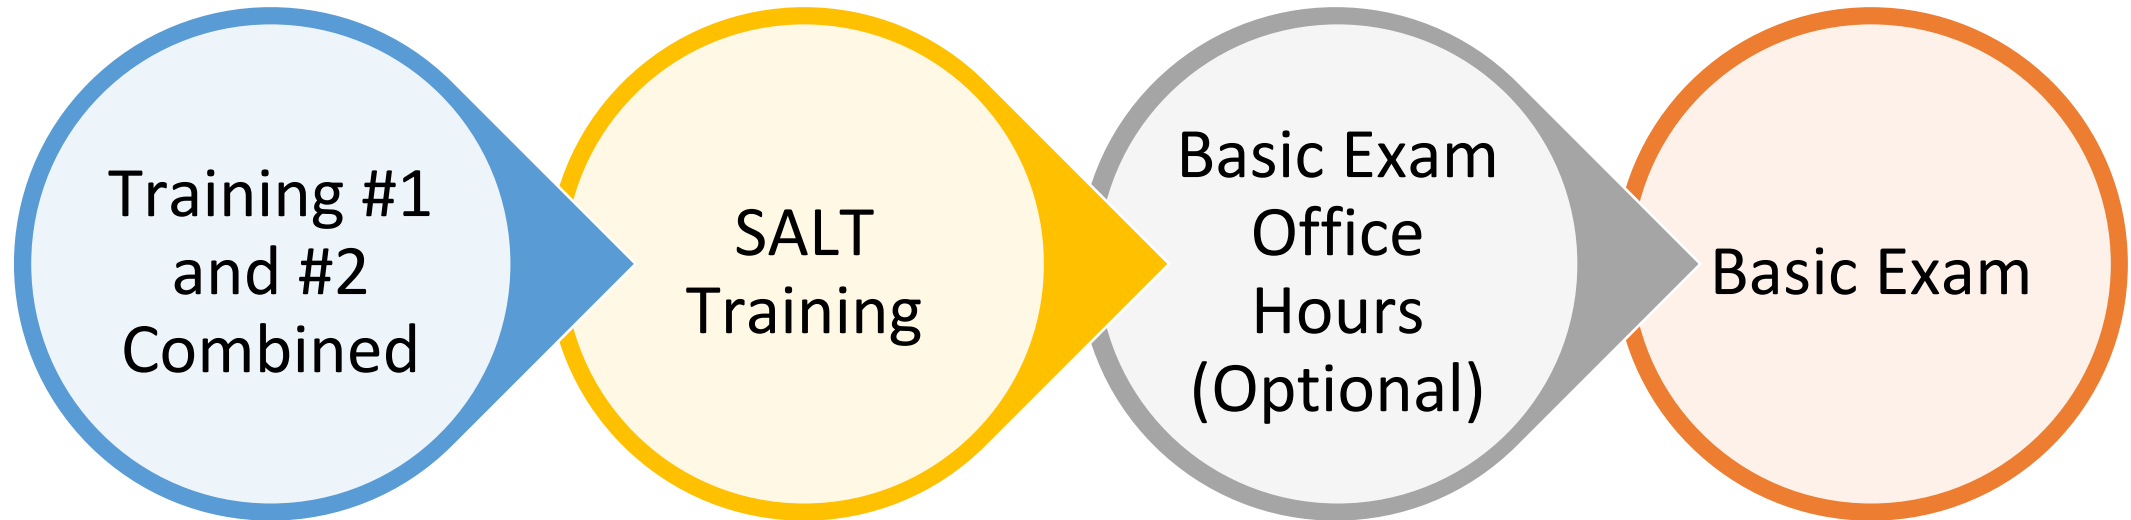 Training #1
and #2
Combined
SALT
Training
Basic Exam
Office
Hours
(Optional)
Basic Exam